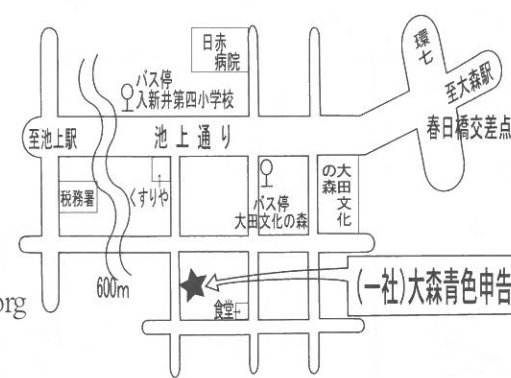 環七
日赤
病院
至大森駅
バス停
入新井第四小学校
春日橋交差点
至池上駅
池上通り
大田文化
の森
税務署
くすりや
バス停
大田文化の森
600m
(一社)大森青色申告
org
食堂→